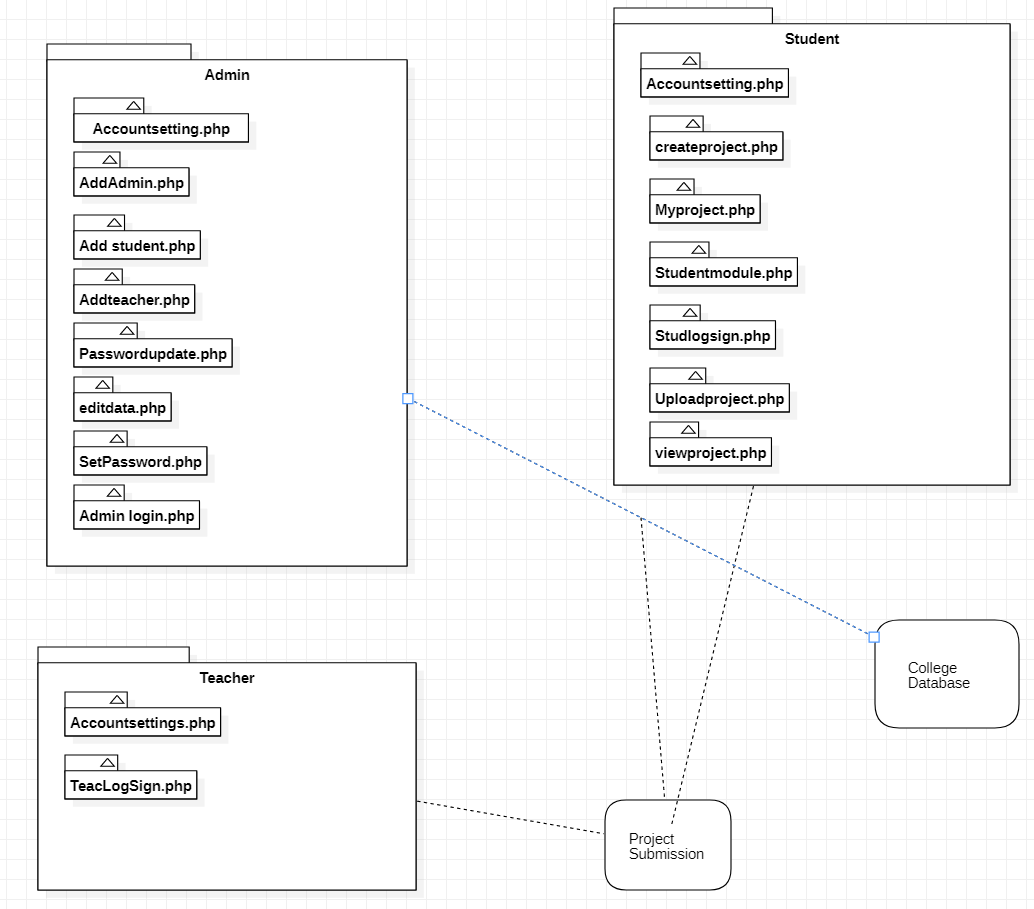 Admin
Accountsetting.php
AddAdmin.php
Add student.php
Addteacher.php
Passwordupdate.php
editdata.php
SetPassword.php
Admin login.php
Student
Accountsetting.php
createproject.php
Myproject.php
Studentmodule.php
Studlogsign.php
Uploadproject.php
viewproject.php
Teacher
Accountsettings.php
TeacLogSign.php
College
Database
Project
Submission